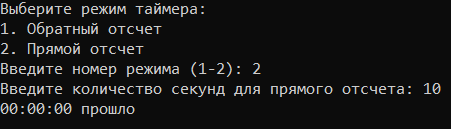 Выберите режим таймера:
1. Обратный отсчет
2. Прямой отсчет
Введите номер режима (1-2): 2
Введите количество секунд для прямого отсчета: 10
00:00:00 прошло